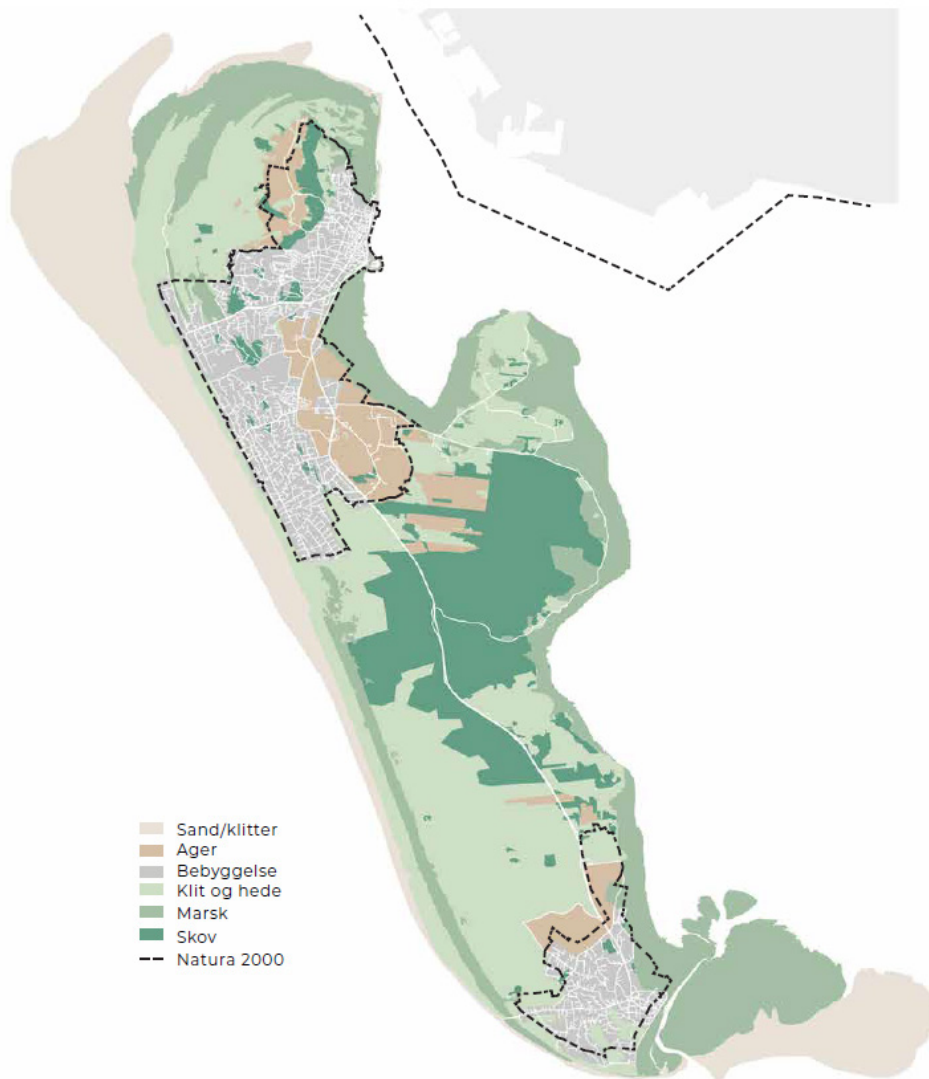 Sand/klitter
Ager
Bebyggelse
Klit og hede
Marsk
Skov
Natura 2000